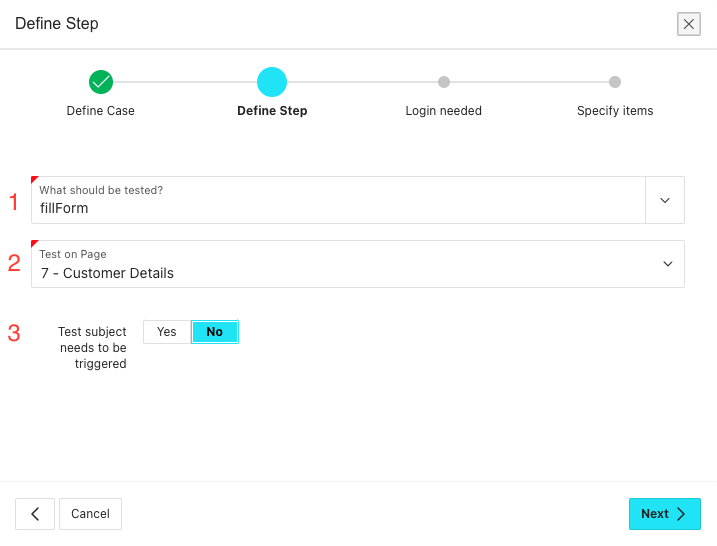 Define Step
Define Case
Define Step
Login needed
Specify items
1
What should be tested?
fillForm
2
Test on Page
7 - Customer Details
3
Test subject
needs to be
triggered
Yes
No
Cancel
Next